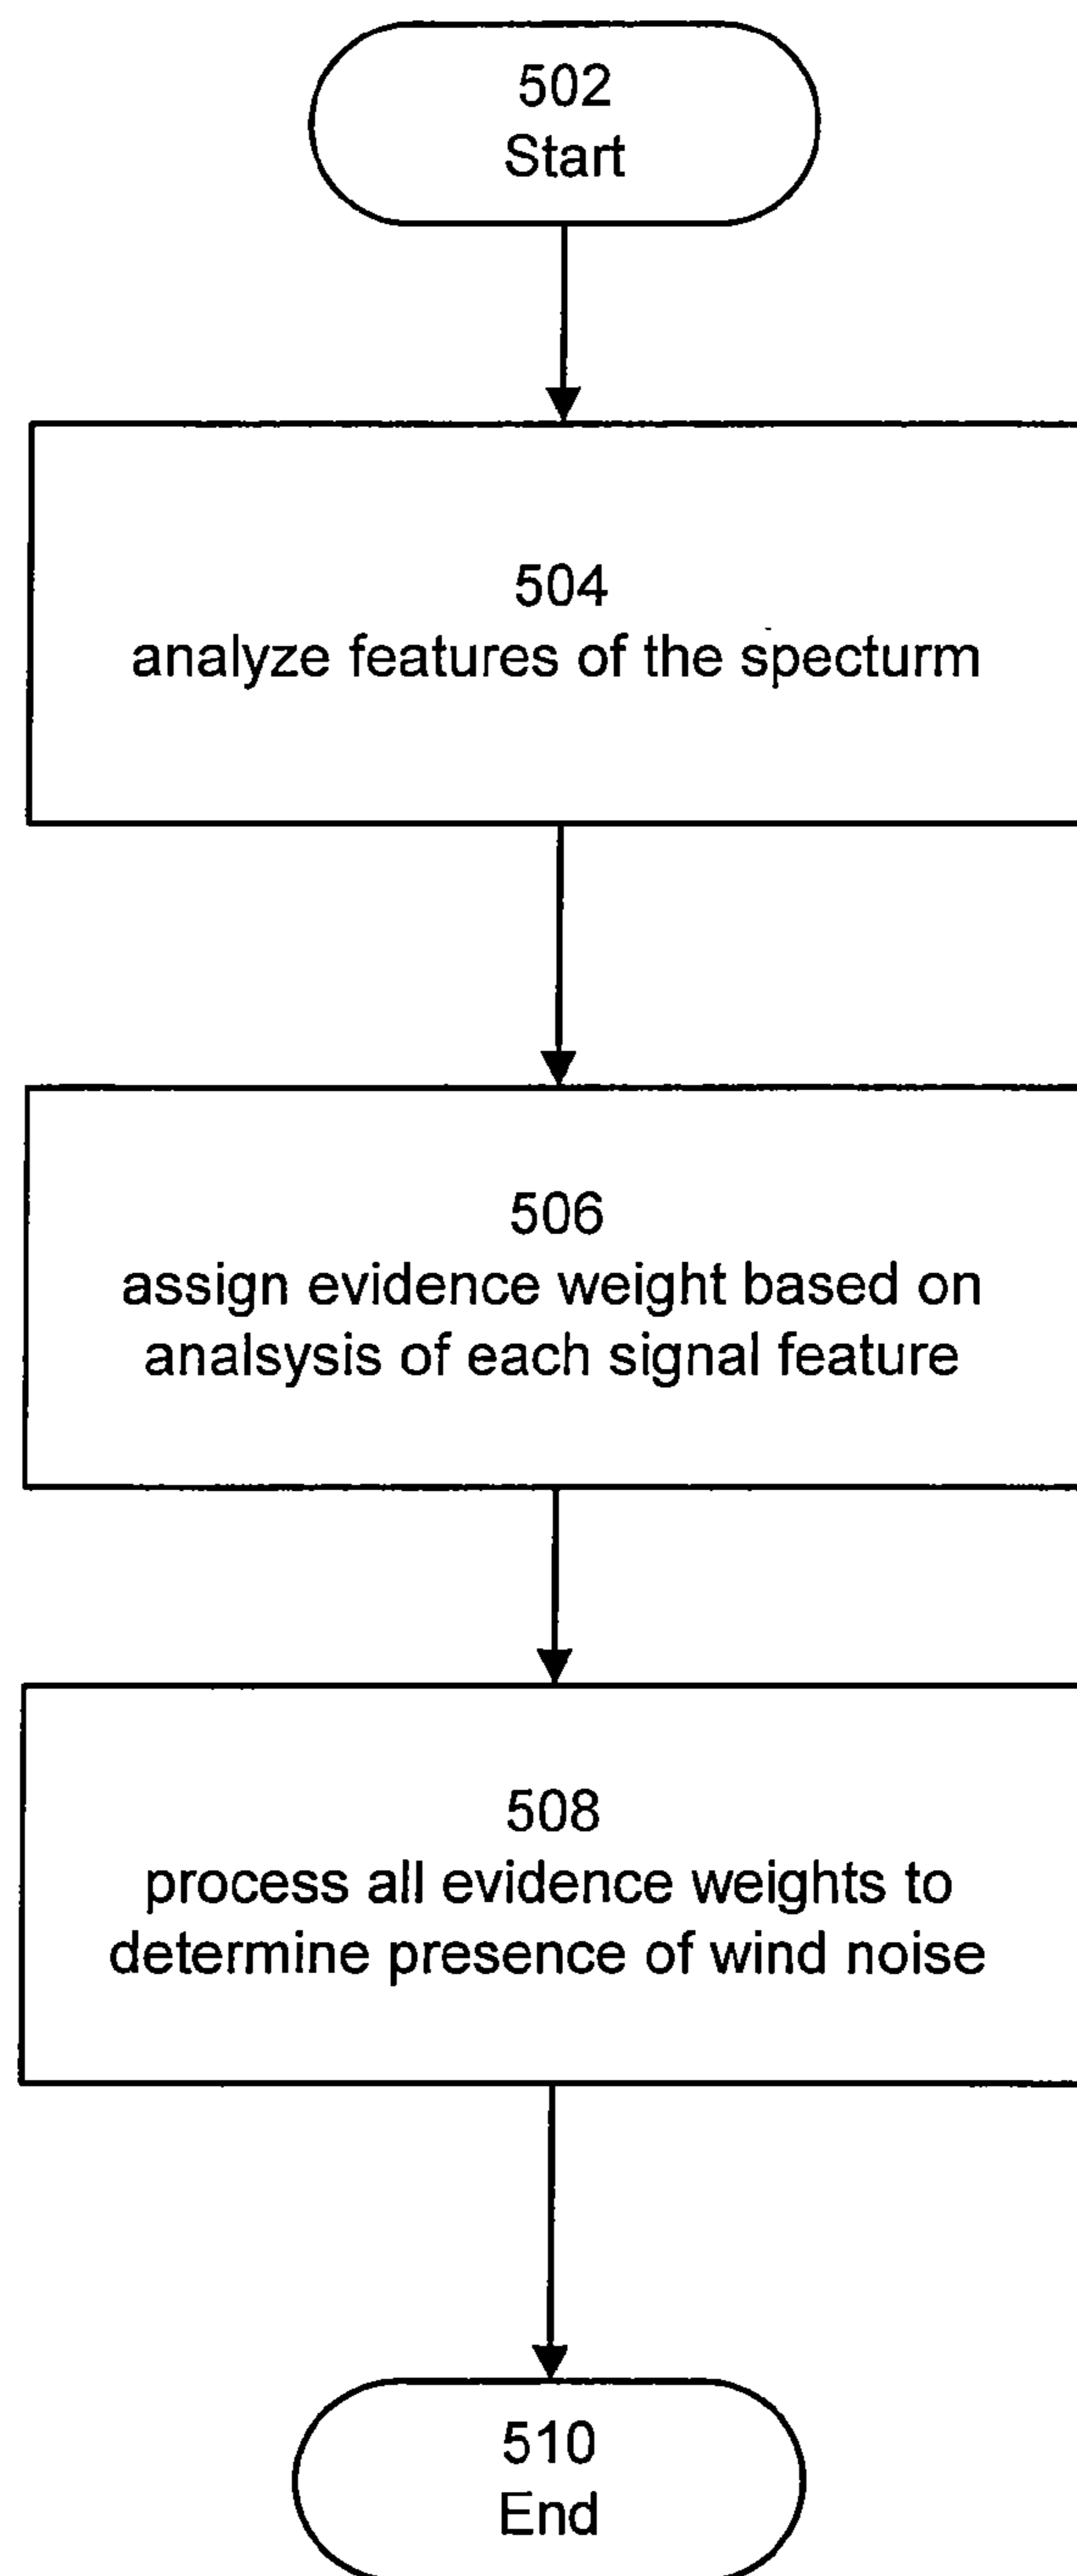 502
Start
504
analyze features of the specturm
506
assign evidence weight based on
analsysis of each signal feature
508
process all evidence weights to
determine presence of wind noise
510
End